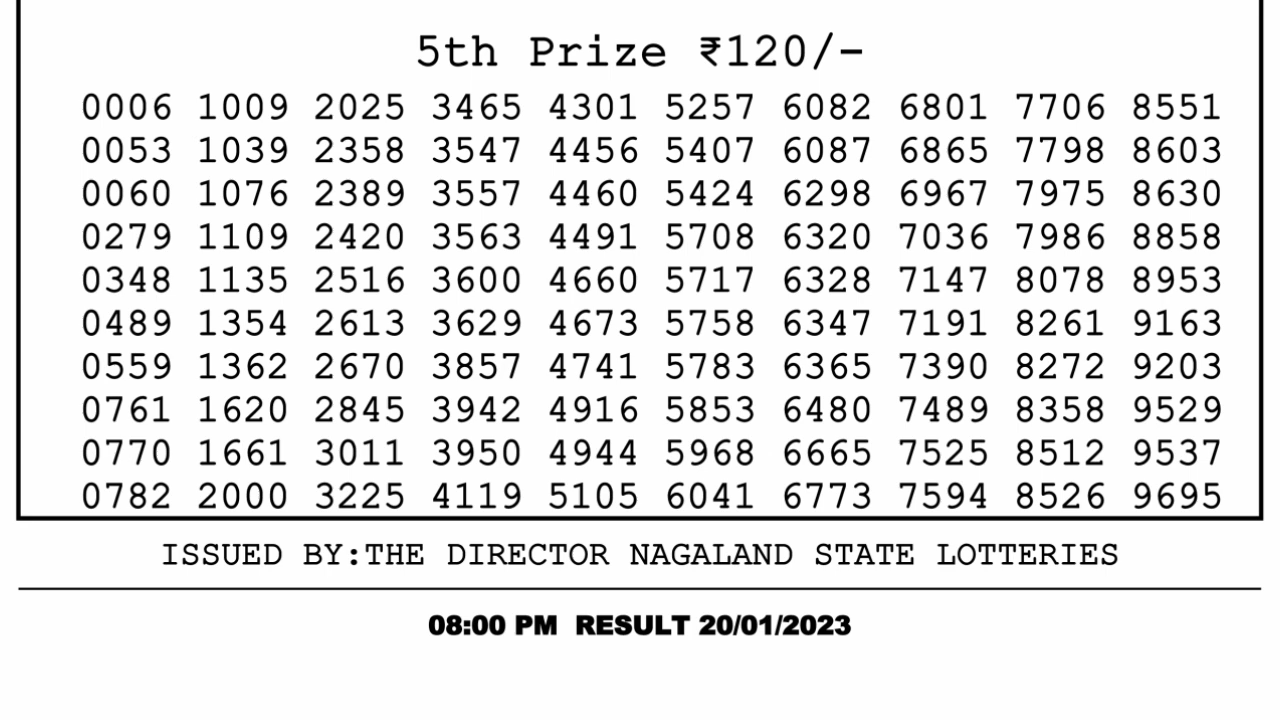 5th Prize ₹120/-
0006 1009 2025 3465 4301 5257 6082 6801 7706 8551
0053 1039 2358 3547 4456 5407 6087 6865 7798 8603
0060 1076 2389 3557 4460 5424 6298 6967 7975 8630
0279 1109 2420 3563 4491 5708 6320 7036 7986 8858
0348 1135 2516 3600 4660 5717 6328 7147 8078 8953
0489 1354 2613 3629 4673 5758 6347 7191 8261 9163
0559 1362 2670 3857 4741 5783 6365 7390 8272 9203
0761 1620 2845 3942 4916 5853 6480 7489 8358 9529
0770 1661 3011 3950 4944 5968 6665 7525 8512 9537
0782 2000 3225 4119 5105 6041 6773 7594 8526 9695
ISSUED BY:THE DIRECTOR NAGALAND STATE LOTTERIES
08:00 PM RESULT 20/01/2023